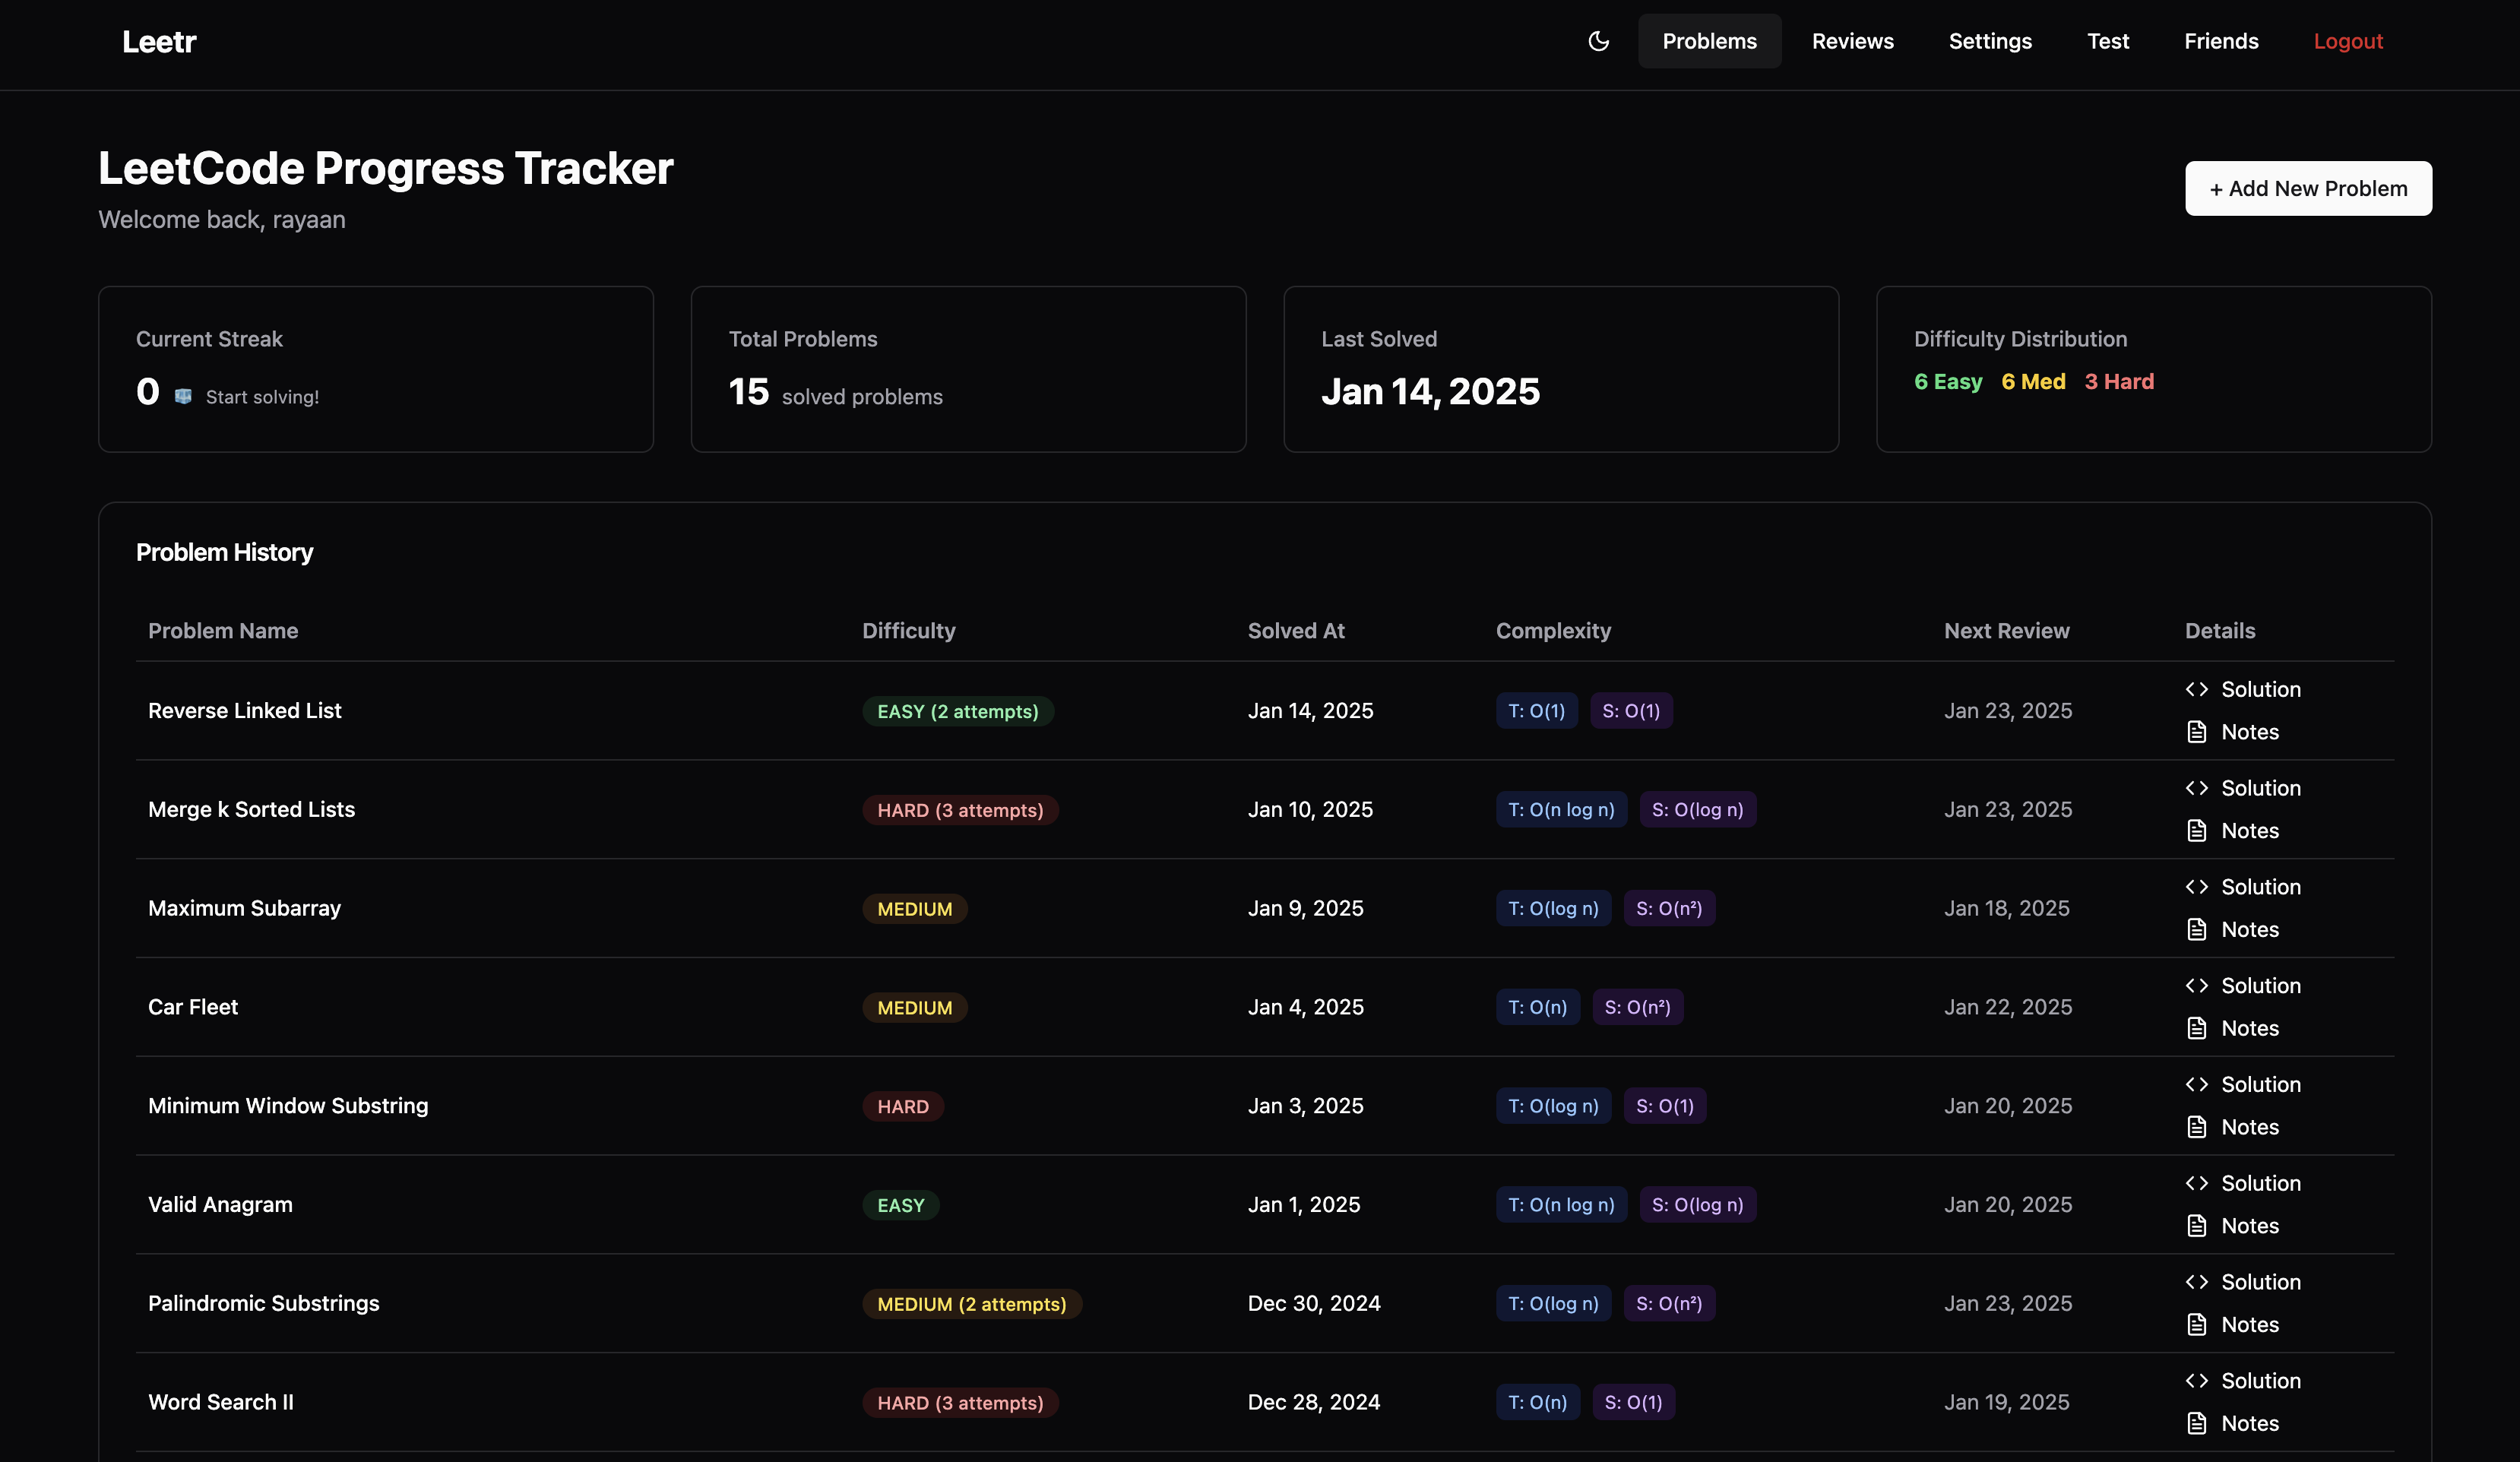 Leetr
Problems Reviews Settings Test Friends Logout
LeetCode Progress Tracker
Welcome back, rayaan
+ Add New Problem
Current Streak
0 Start solving!
Total Problems
15 solved problems
Last Solved
Jan 14, 2025
Difficulty Distribution
6 Easy 6 Med 3 Hard
Problem History
Problem Name Difficulty Solved At Complexity Next Review Details
Reverse Linked List EASY (2 attempts) Jan 14, 2025 T: O(1) S: O(1) Jan 23, 2025 Solution
Notes
Merge k Sorted Lists HARD (3 attempts) Jan 10, 2025 T: O(n log n) S: O(log n) Jan 23, 2025 Solution
Notes
Maximum Subarray MEDIUM Jan 9, 2025 T: O(log n) S: O(n²) Jan 18, 2025 Solution
Notes
Car Fleet MEDIUM Jan 4, 2025 T: O(n) S: O(n²) Jan 22, 2025 Solution
Notes
Minimum Window Substring HARD Jan 3, 2025 T: O(log n) S: O(1) Jan 20, 2025 Solution
Notes
Valid Anagram EASY Jan 1, 2025 T: O(n log n) S: O(log n) Jan 20, 2025 Solution
Notes
Palindromic Substrings MEDIUM (2 attempts) Dec 30, 2024 T: O(log n) S: O(n²) Jan 23, 2025 Solution
Notes
Word Search II HARD (3 attempts) Dec 28, 2024 T: O(n) S: O(1) Jan 19, 2025 Solution
Notes